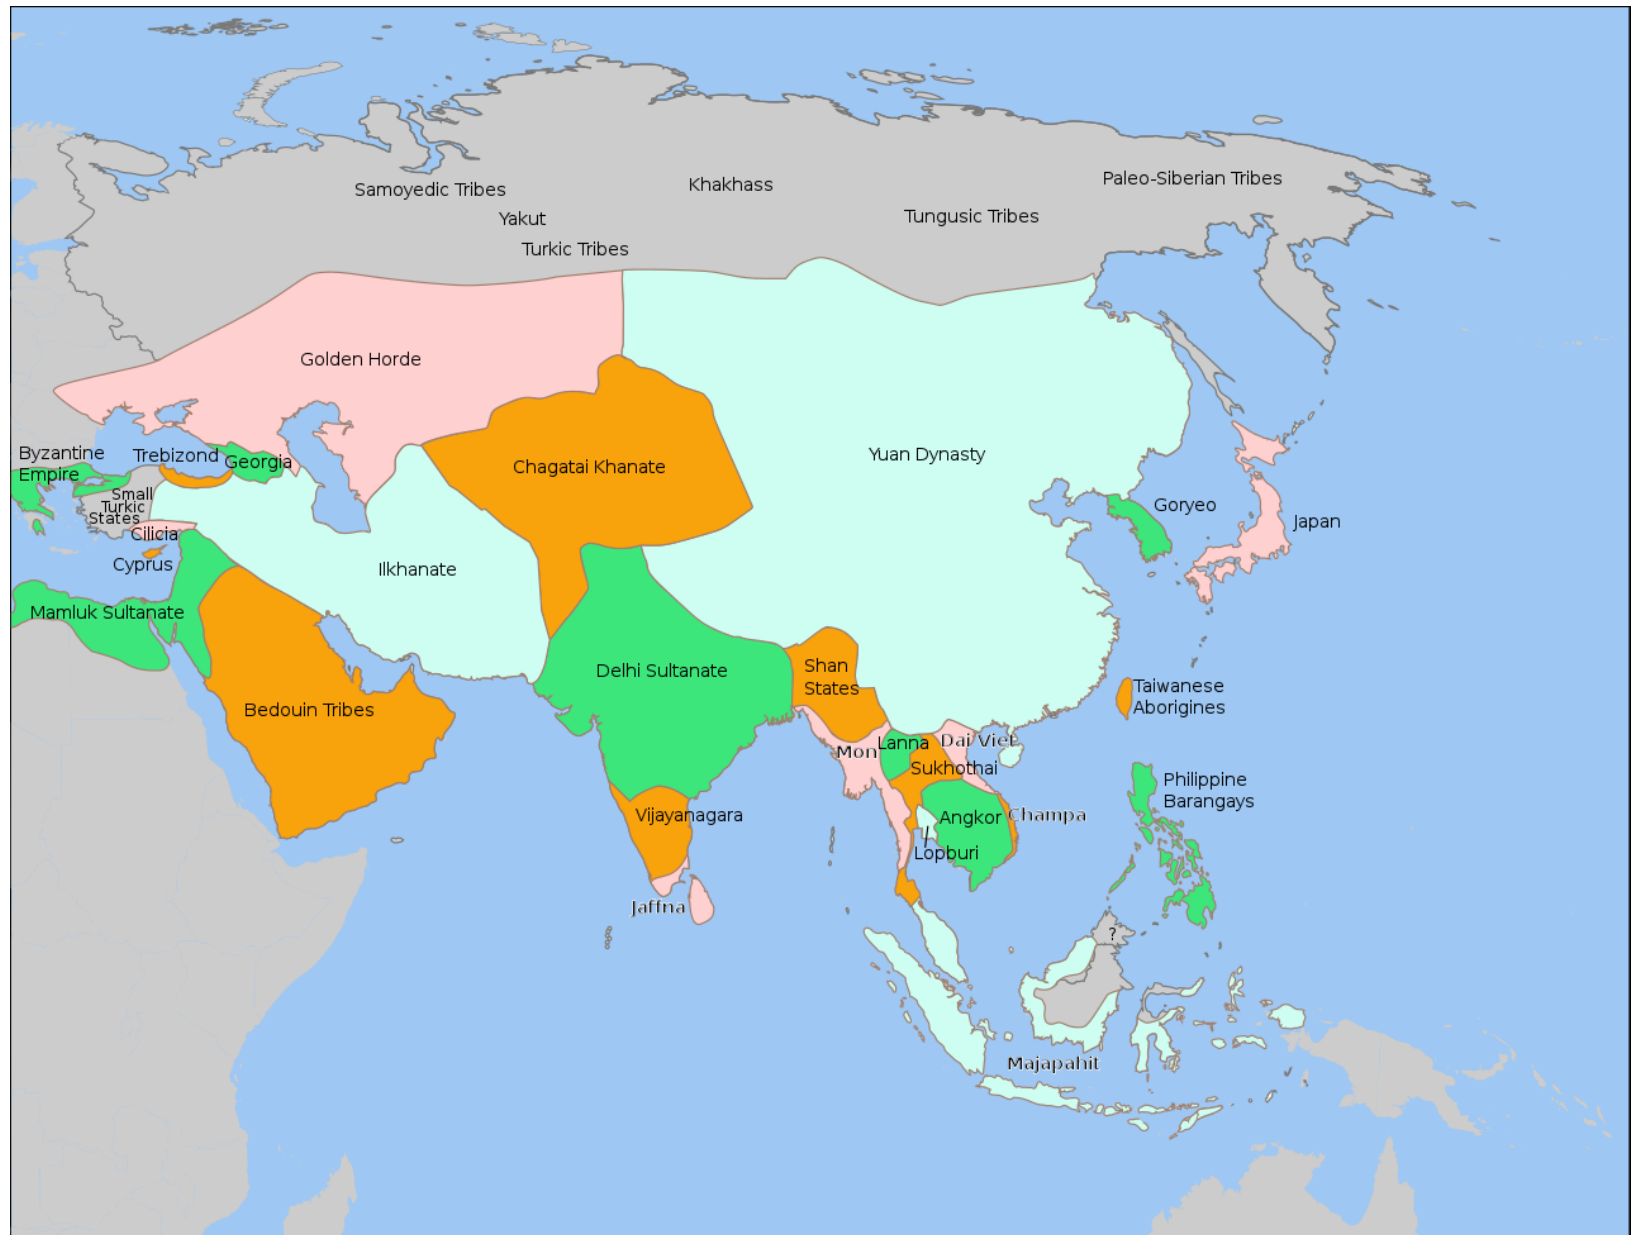 Samoyedic Tribes
Khakhass
Paleo-Siberian Tribes
Yakut
Tungusic Tribes
Turkic Tribes
Golden Horde
Byzantine
Empire
Trebizond
Georgia
Chagatai Khanate
Yuan Dynasty
Small
Turkic
States
Goryeo
Japan
Cilicia
Cyprus
Ilkhanate
Mamluk Sultanate
Delhi Sultanate
Shan
States
Taiwanese
Aborigines
Bedouin Tribes
Mon
Lanna
Dai Viet
Sukhothai
Philippine
Barangays
Vijayanagara
Angkor
Champa
Lopburi
Jaffna
?
Majapahit